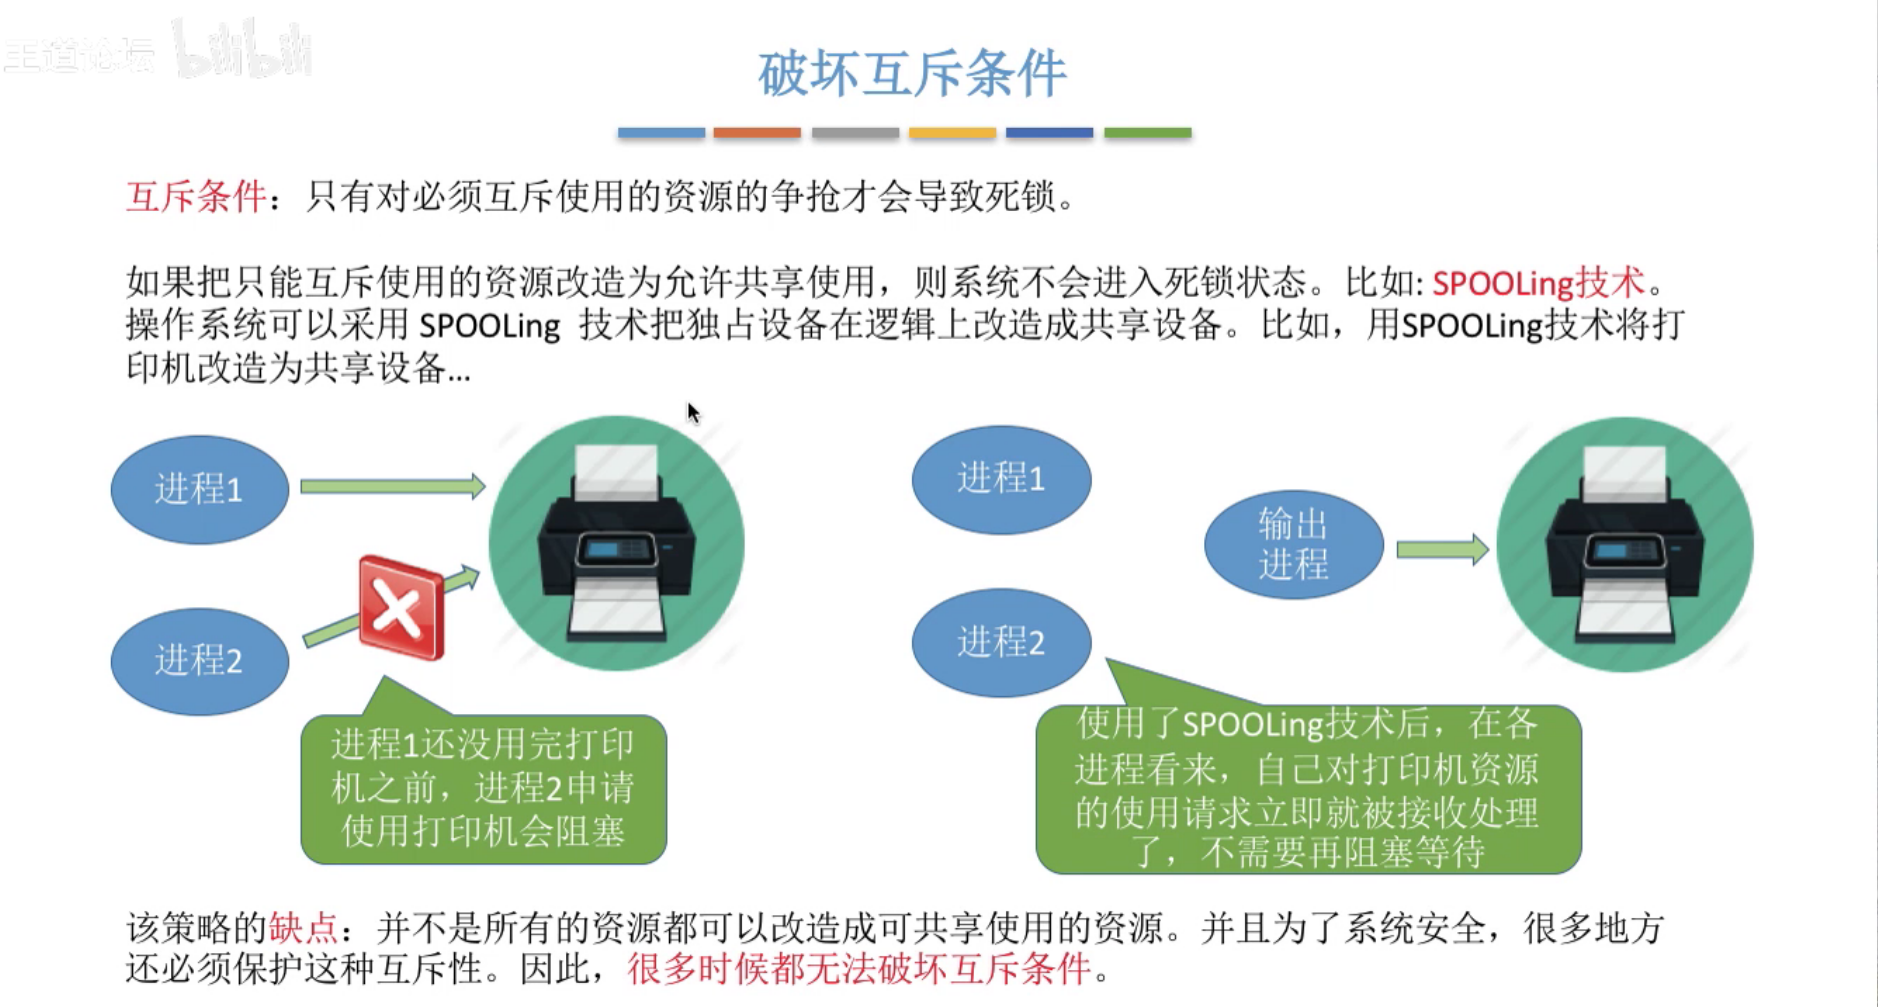 王道论坛 bilibili
破坏互斥条件
互斥条件：只有对必须互斥使用的资源的争抢才会导致死锁。
如果把只能互斥使用的资源改造为允许共享使用，则系统不会进入死锁状态。比如: SPOOLing技术。
操作系统可以采用 SPOOLing 技术把独占设备在逻辑上改造成共享设备。比如，用SPOOLing技术将打
印机改造为共享设备...
进程1
进程2
进程1还没用完打印
机之前，进程2申请
使用打印机会阻塞
进程1
进程2
输出
进程
使用了SPOOLing技术后，在各
进程看来，自己对打印机资源
的使用请求立即就被接收处理
了，不需要再阻塞等待
该策略的缺点：并不是所有的资源都可以改造成可共享使用的资源。并且为了系统安全，很多地方
还必须保护这种互斥性。因此，很多时候都无法破坏互斥条件。